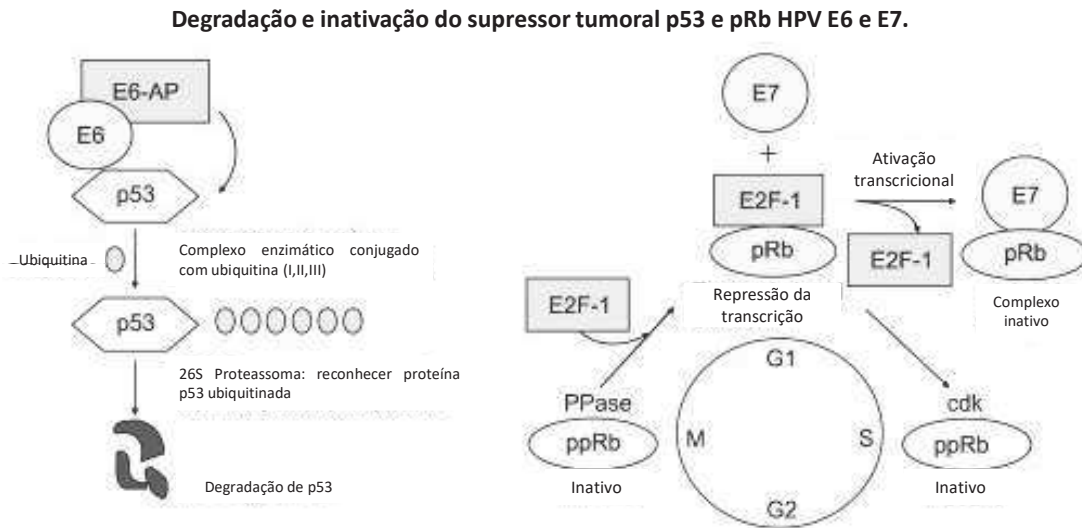 Degradação e inativação do supressor tumoral p53 e pRb HPV E6 e E7.
E6-AP
E6
p53
Ubiquitina
Complexo enzimático conjugado
com ubiquitina (I,II,III)
p53
26S Proteassoma: reconhecer proteína
p53 ubiquitinada
Degradação de p53
E7
+
E2F-1
pRb
Ativação
transcricional
E2F-1
E7
pRb
Complexo
inativo
E2F-1
Repressão da
transcrição
PPase
ppRb
Inativo
G1
M
S
G2
cdk
ppRb
Inativo